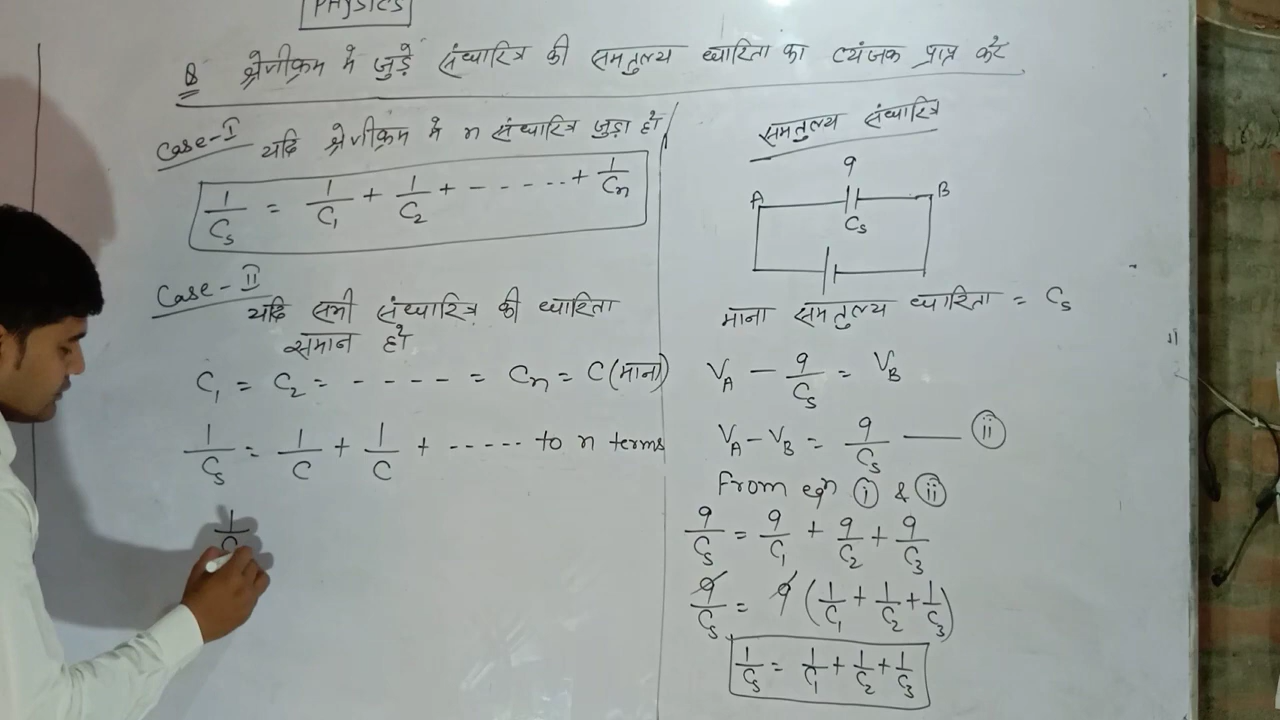 PHYSICS
Q श्रेणीक्रम में जुड़े संधारित्र की समतुल्य धारिता का व्यंजक प्राप्त करें
Case-I यदि श्रेणीक्रम में n संधारित्र जुड़ा हो
1/Cs = 1/C1 + 1/C2 + ------ + 1/Cn
Case-II
यदि सभी संधारित्र की धारिता
समान हो
C1 = C2 = ---- = Cn = C (माना)
1/Cs = 1/C + 1/C + ----- to n terms
1/C
समतुल्य संधारित्र
q
A B
Cs
माना समतुल्य धारिता = Cs
VA - q/Cs = VB
VA - VB = q/Cs — ii
From eqn i & ii
q/Cs = q/C1 + q/C2 + q/C3
q/Cs = q (1/C1 + 1/C2 + 1/C3)
1/Cs = 1/C1 + 1/C2 + 1/C3